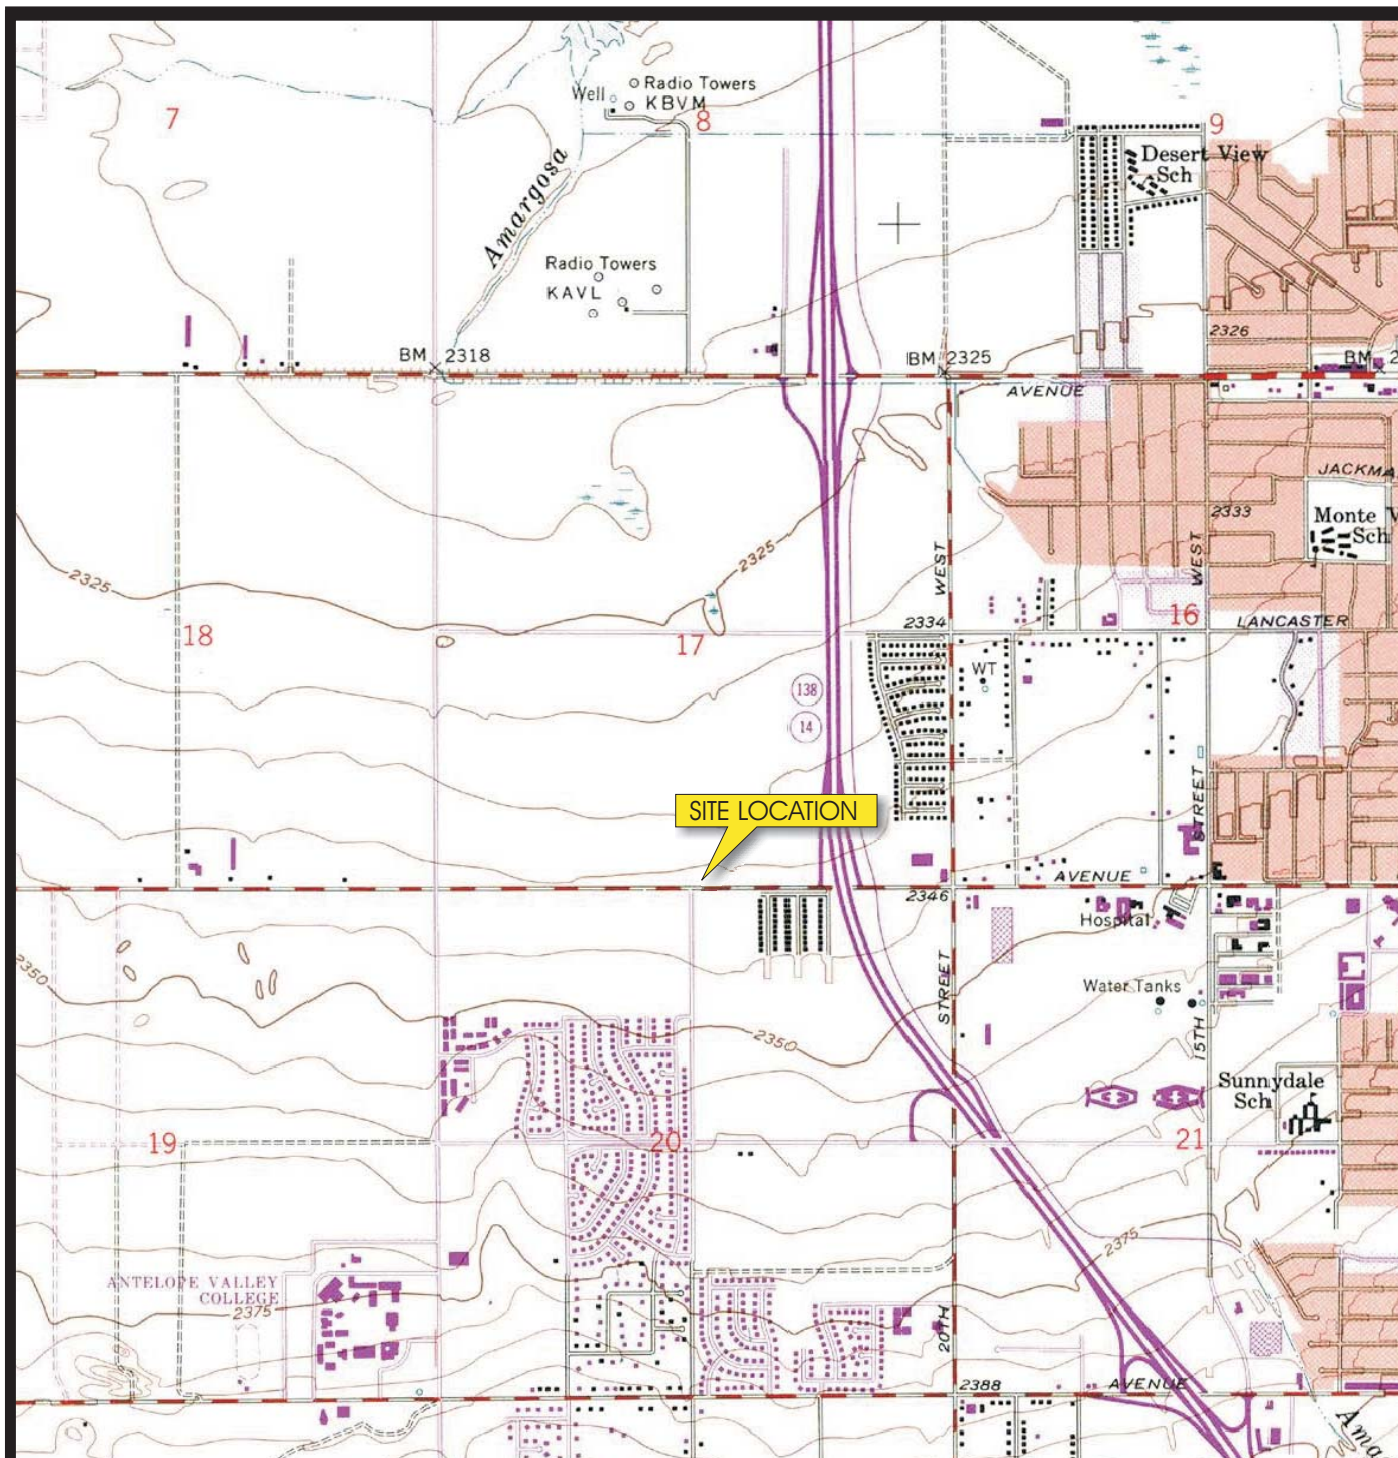 Radio Towers
Well
KBVM
7
8
9
Desert View
Sch
Amargosa
Radio Towers
KAVL
2326
BM 2318
BM 2325
BM 2
AVENUE
JACKMA
2333
Monte V
Sch
WEST
WEST
2325
2325
18
17
2334
16
LANCASTER
WT
138
14
STREET
SITE LOCATION
AVENUE
2346
Hospital
2350
STREET
Water Tanks
15TH
2350
Sunnydale
Sch
19
20
21
2375
ANTELOPE VALLEY
COLLEGE
2375
20TH
2388
AVENUE
Ama